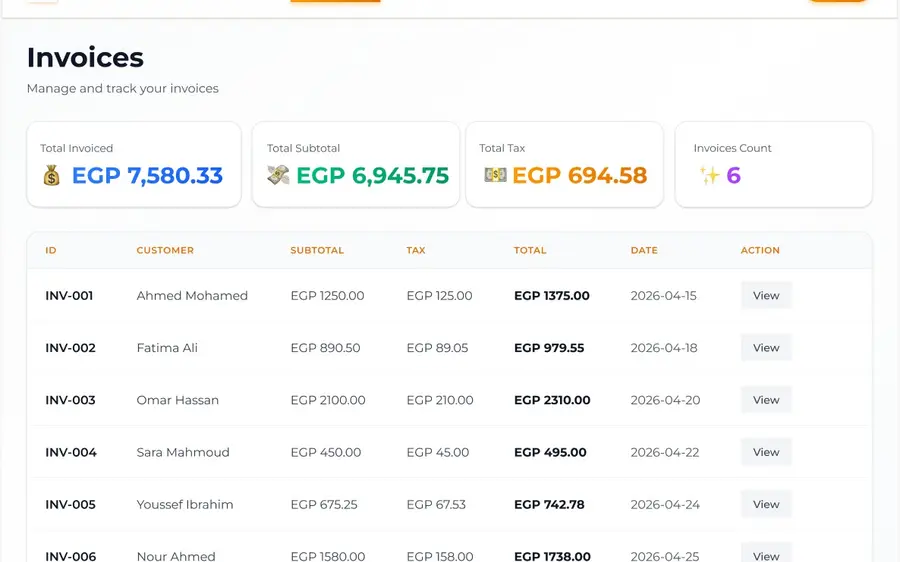 Invoices
Manage and track your invoices
Total Invoiced
EGP 7,580.33
Total Subtotal
EGP 6,945.75
Total Tax
EGP 694.58
Invoices Count
6
ID CUSTOMER SUBTOTAL TAX TOTAL DATE ACTION
INV-001 Ahmed Mohamed EGP 1250.00 EGP 125.00 EGP 1375.00 2026-04-15 View
INV-002 Fatima Ali EGP 890.50 EGP 89.05 EGP 979.55 2026-04-18 View
INV-003 Omar Hassan EGP 2100.00 EGP 210.00 EGP 2310.00 2026-04-20 View
INV-004 Sara Mahmoud EGP 450.00 EGP 45.00 EGP 495.00 2026-04-22 View
INV-005 Youssef Ibrahim EGP 675.25 EGP 67.53 EGP 742.78 2026-04-24 View
INV-006 Nour Ahmed EGP 1580.00 EGP 158.00 EGP 1738.00 2026-04-25 View